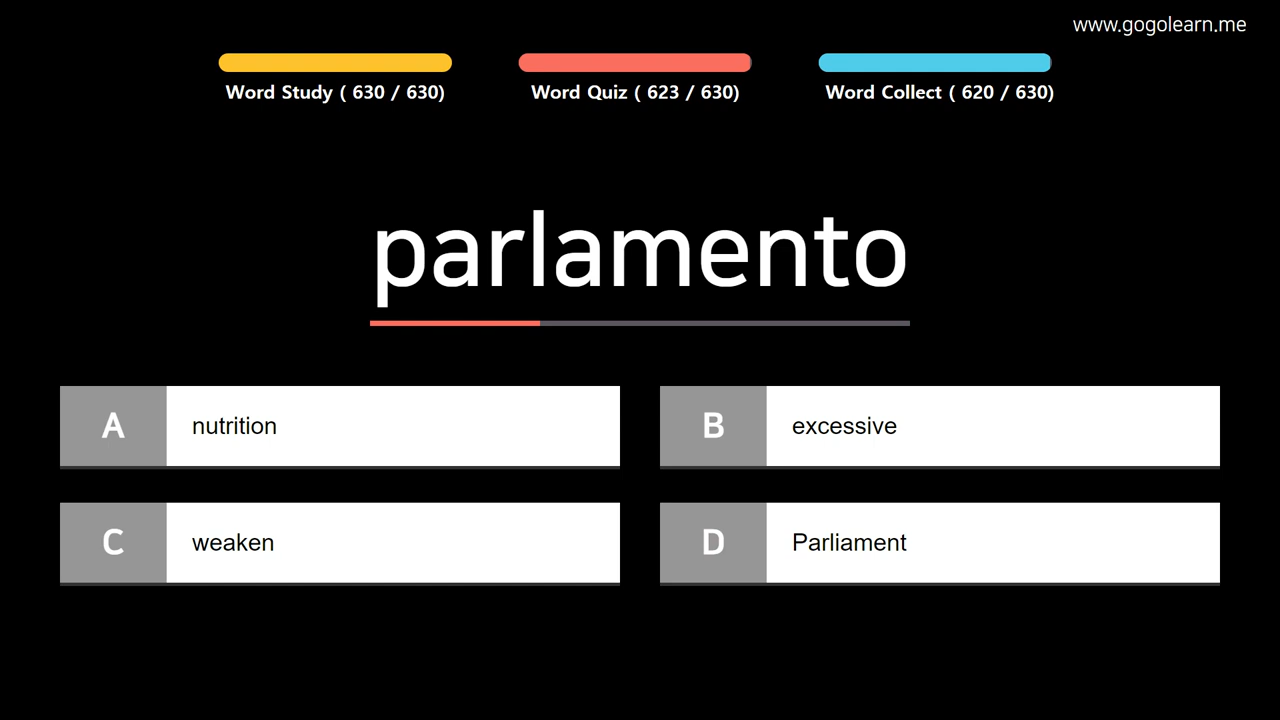 www.gogolearn.me
Word Study ( 630 / 630)
Word Quiz ( 623 / 630)
Word Collect ( 620 / 630)
parlamento
A nutrition
B excessive
C weaken
D Parliament